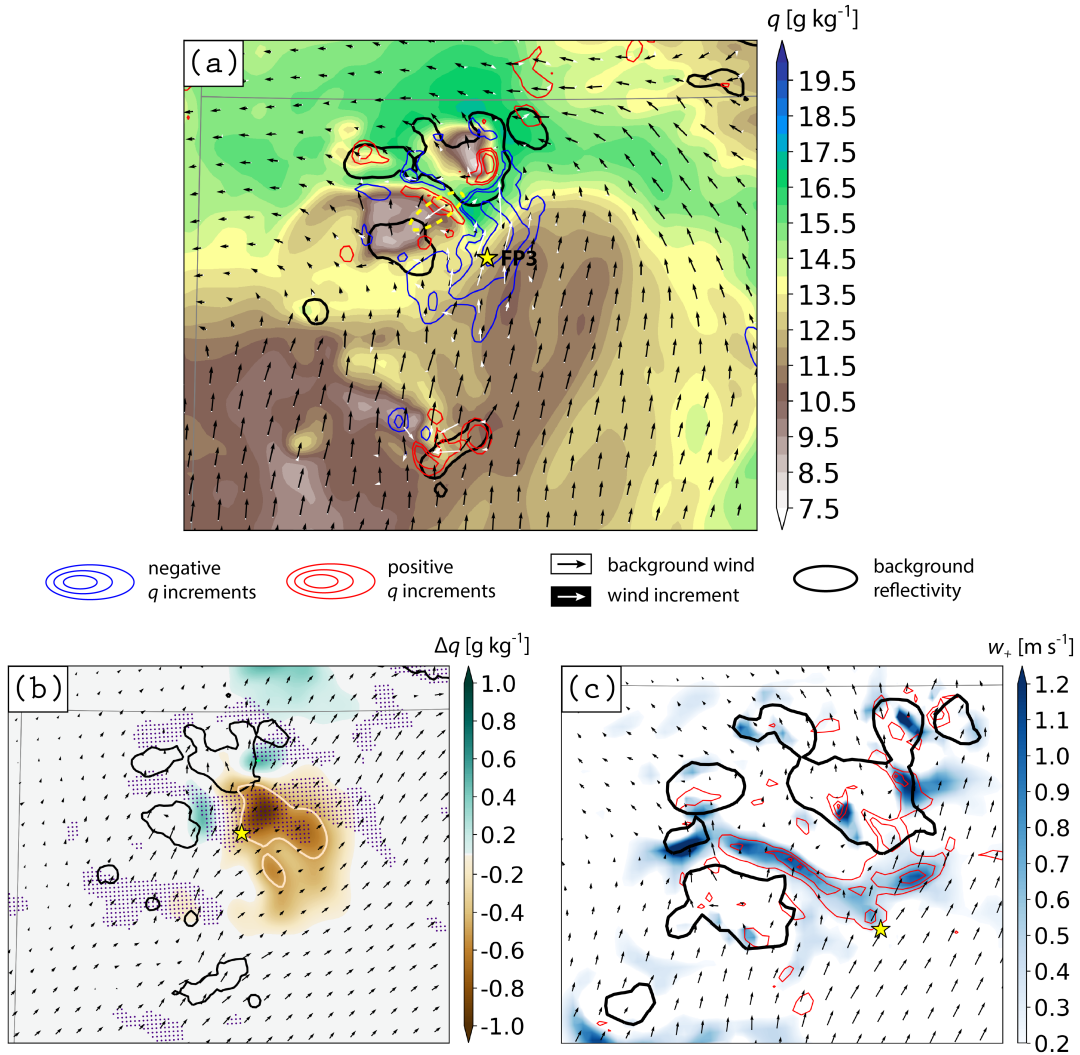 q [g kg⁻¹]
(a)
19.5
18.5
17.5
16.5
15.5
14.5
13.5
12.5
11.5
10.5
9.5
8.5
7.5
FP3
negative
q increments
positive
q increments
background wind
wind increment
background
reflectivity
Δq [g kg⁻¹]
(b)
1.0
0.8
0.6
0.4
0.2
-0.2
-0.4
-0.6
-0.8
-1.0
w₊ [m s⁻¹]
(c)
1.2
1.1
1.0
0.9
0.8
0.7
0.6
0.5
0.4
0.3
0.2